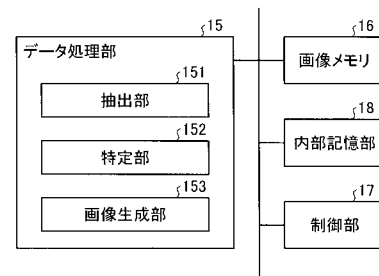 15
データ処理部
151
抽出部
152
特定部
153
画像生成部
16
画像メモリ
18
内部記憶部
17
制御部